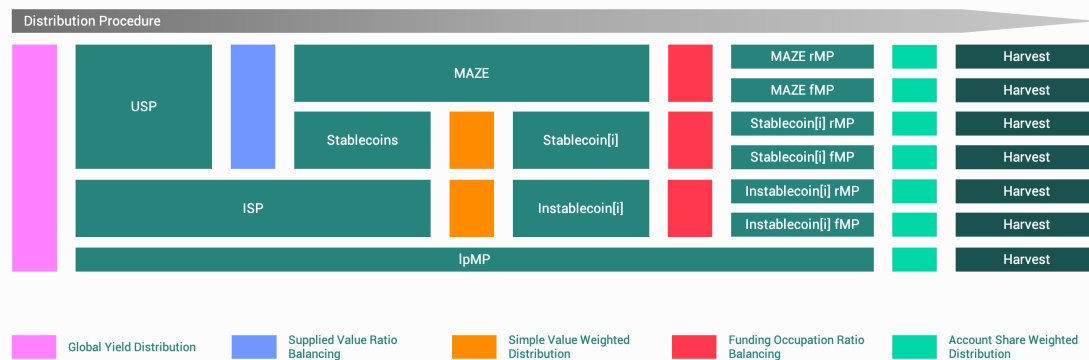 Distribution Procedure
USP
MAZE
MAZE rMP
Harvest
MAZE fMP
Harvest
Stablecoins
Stablecoin[i]
Stablecoin[i] rMP
Harvest
Stablecoin[i] fMP
Harvest
ISP
Instablecoin[i]
Instablecoin[i] rMP
Harvest
Instablecoin[i] fMP
Harvest
lpMP
Harvest
Global Yield Distribution
Supplied Value Ratio
Balancing
Simple Value Weighted
Distribution
Funding Occupation Ratio
Balancing
Account Share Weighted
Distribution